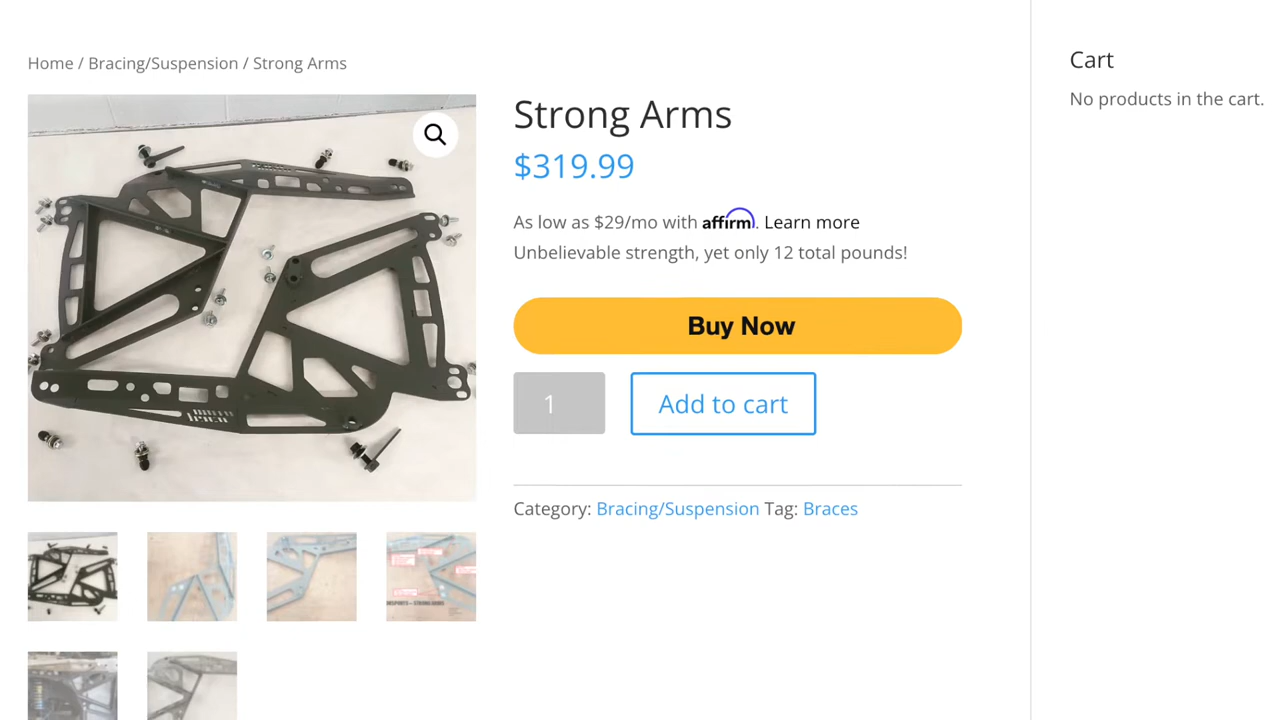 Home / Bracing/Suspension / Strong Arms
Strong Arms
$319.99
As low as $29/mo with affirm. Learn more
Unbelievable strength, yet only 12 total pounds!
Buy Now
1
Add to cart
Category: Bracing/Suspension Tag: Braces
Cart
No products in the cart.